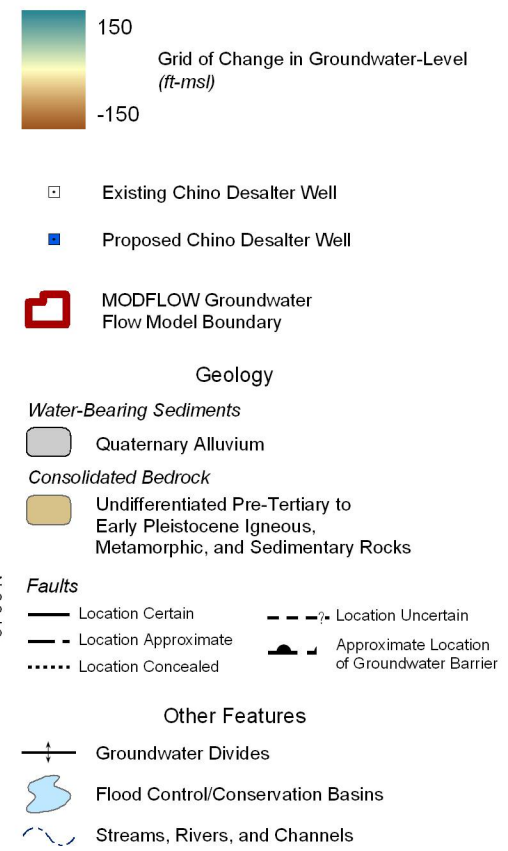 150
Grid of Change in Groundwater-Level
(ft-msl)
-150
Existing Chino Desalter Well
Proposed Chino Desalter Well
MODFLOW Groundwater
Flow Model Boundary
Geology
Water-Bearing Sediments
Quaternary Alluvium
Consolidated Bedrock
Undifferentiated Pre-Tertiary to
Early Pleistocene Igneous,
Metamorphic, and Sedimentary Rocks
Faults
Location Certain
Location Approximate
Location Concealed
? Location Uncertain
Approximate Location
of Groundwater Barrier
Other Features
Groundwater Divides
Flood Control/Conservation Basins
Streams, Rivers, and Channels